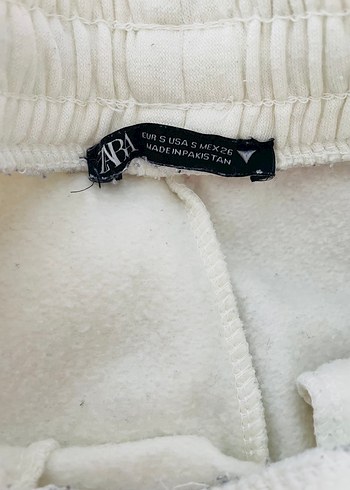 ZARA
EUR S USA S MEX 26
MADE IN PAKISTAN